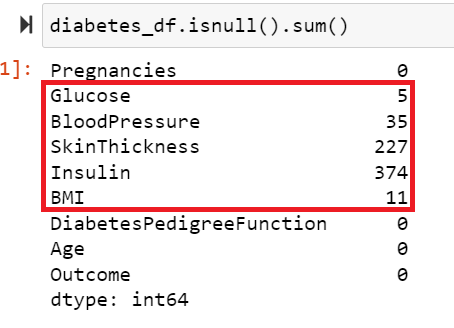 diabetes_df.isnull().sum()
1]: Pregnancies 0
Glucose 5
BloodPressure 35
SkinThickness 227
Insulin 374
BMI 11
DiabetesPedigreeFunction 0
Age 0
Outcome 0
dtype: int64